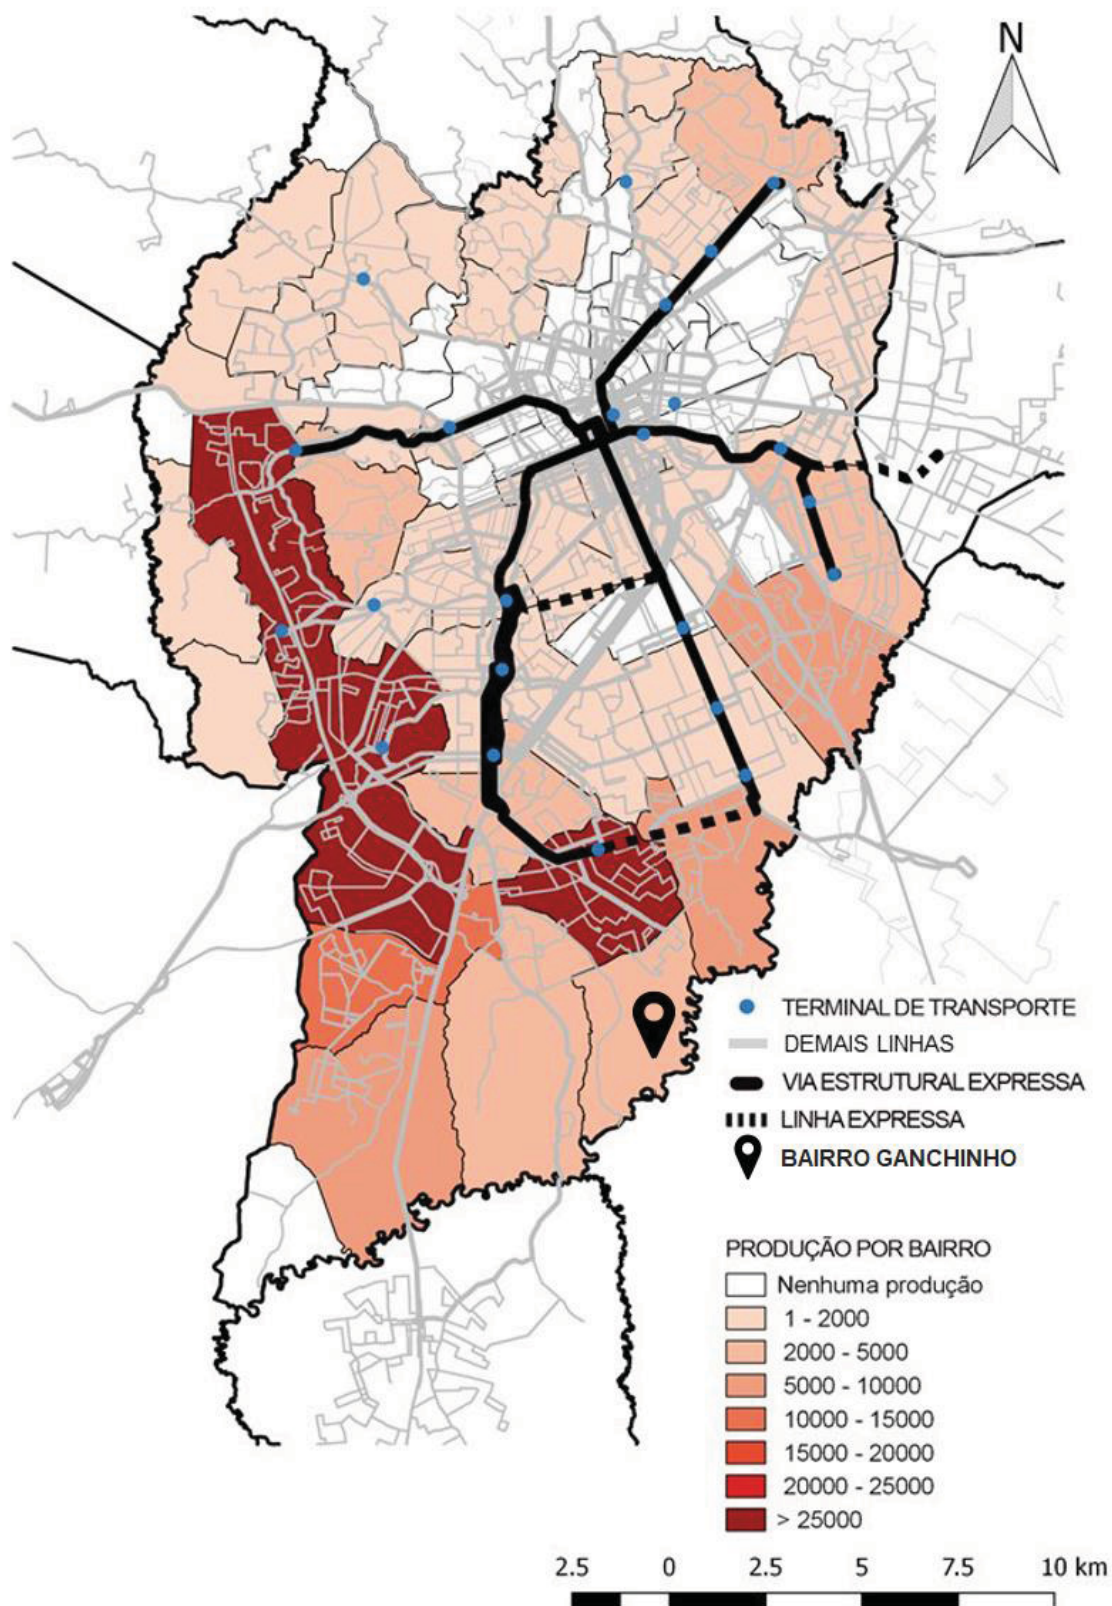 N
TERMINAL DE TRANSPORTE
DEMAIS LINHAS
VIA ESTRUTURAL EXPRESSA
LINHA EXPRESSA
BAIRRO GANCHINHO
PRODUÇÃO POR BAIRRO
Nenhuma produção
1 - 2000
2000 - 5000
5000 - 10000
10000 - 15000
15000 - 20000
20000 - 25000
> 25000
2.5 0 2.5 5 7.5 10 km